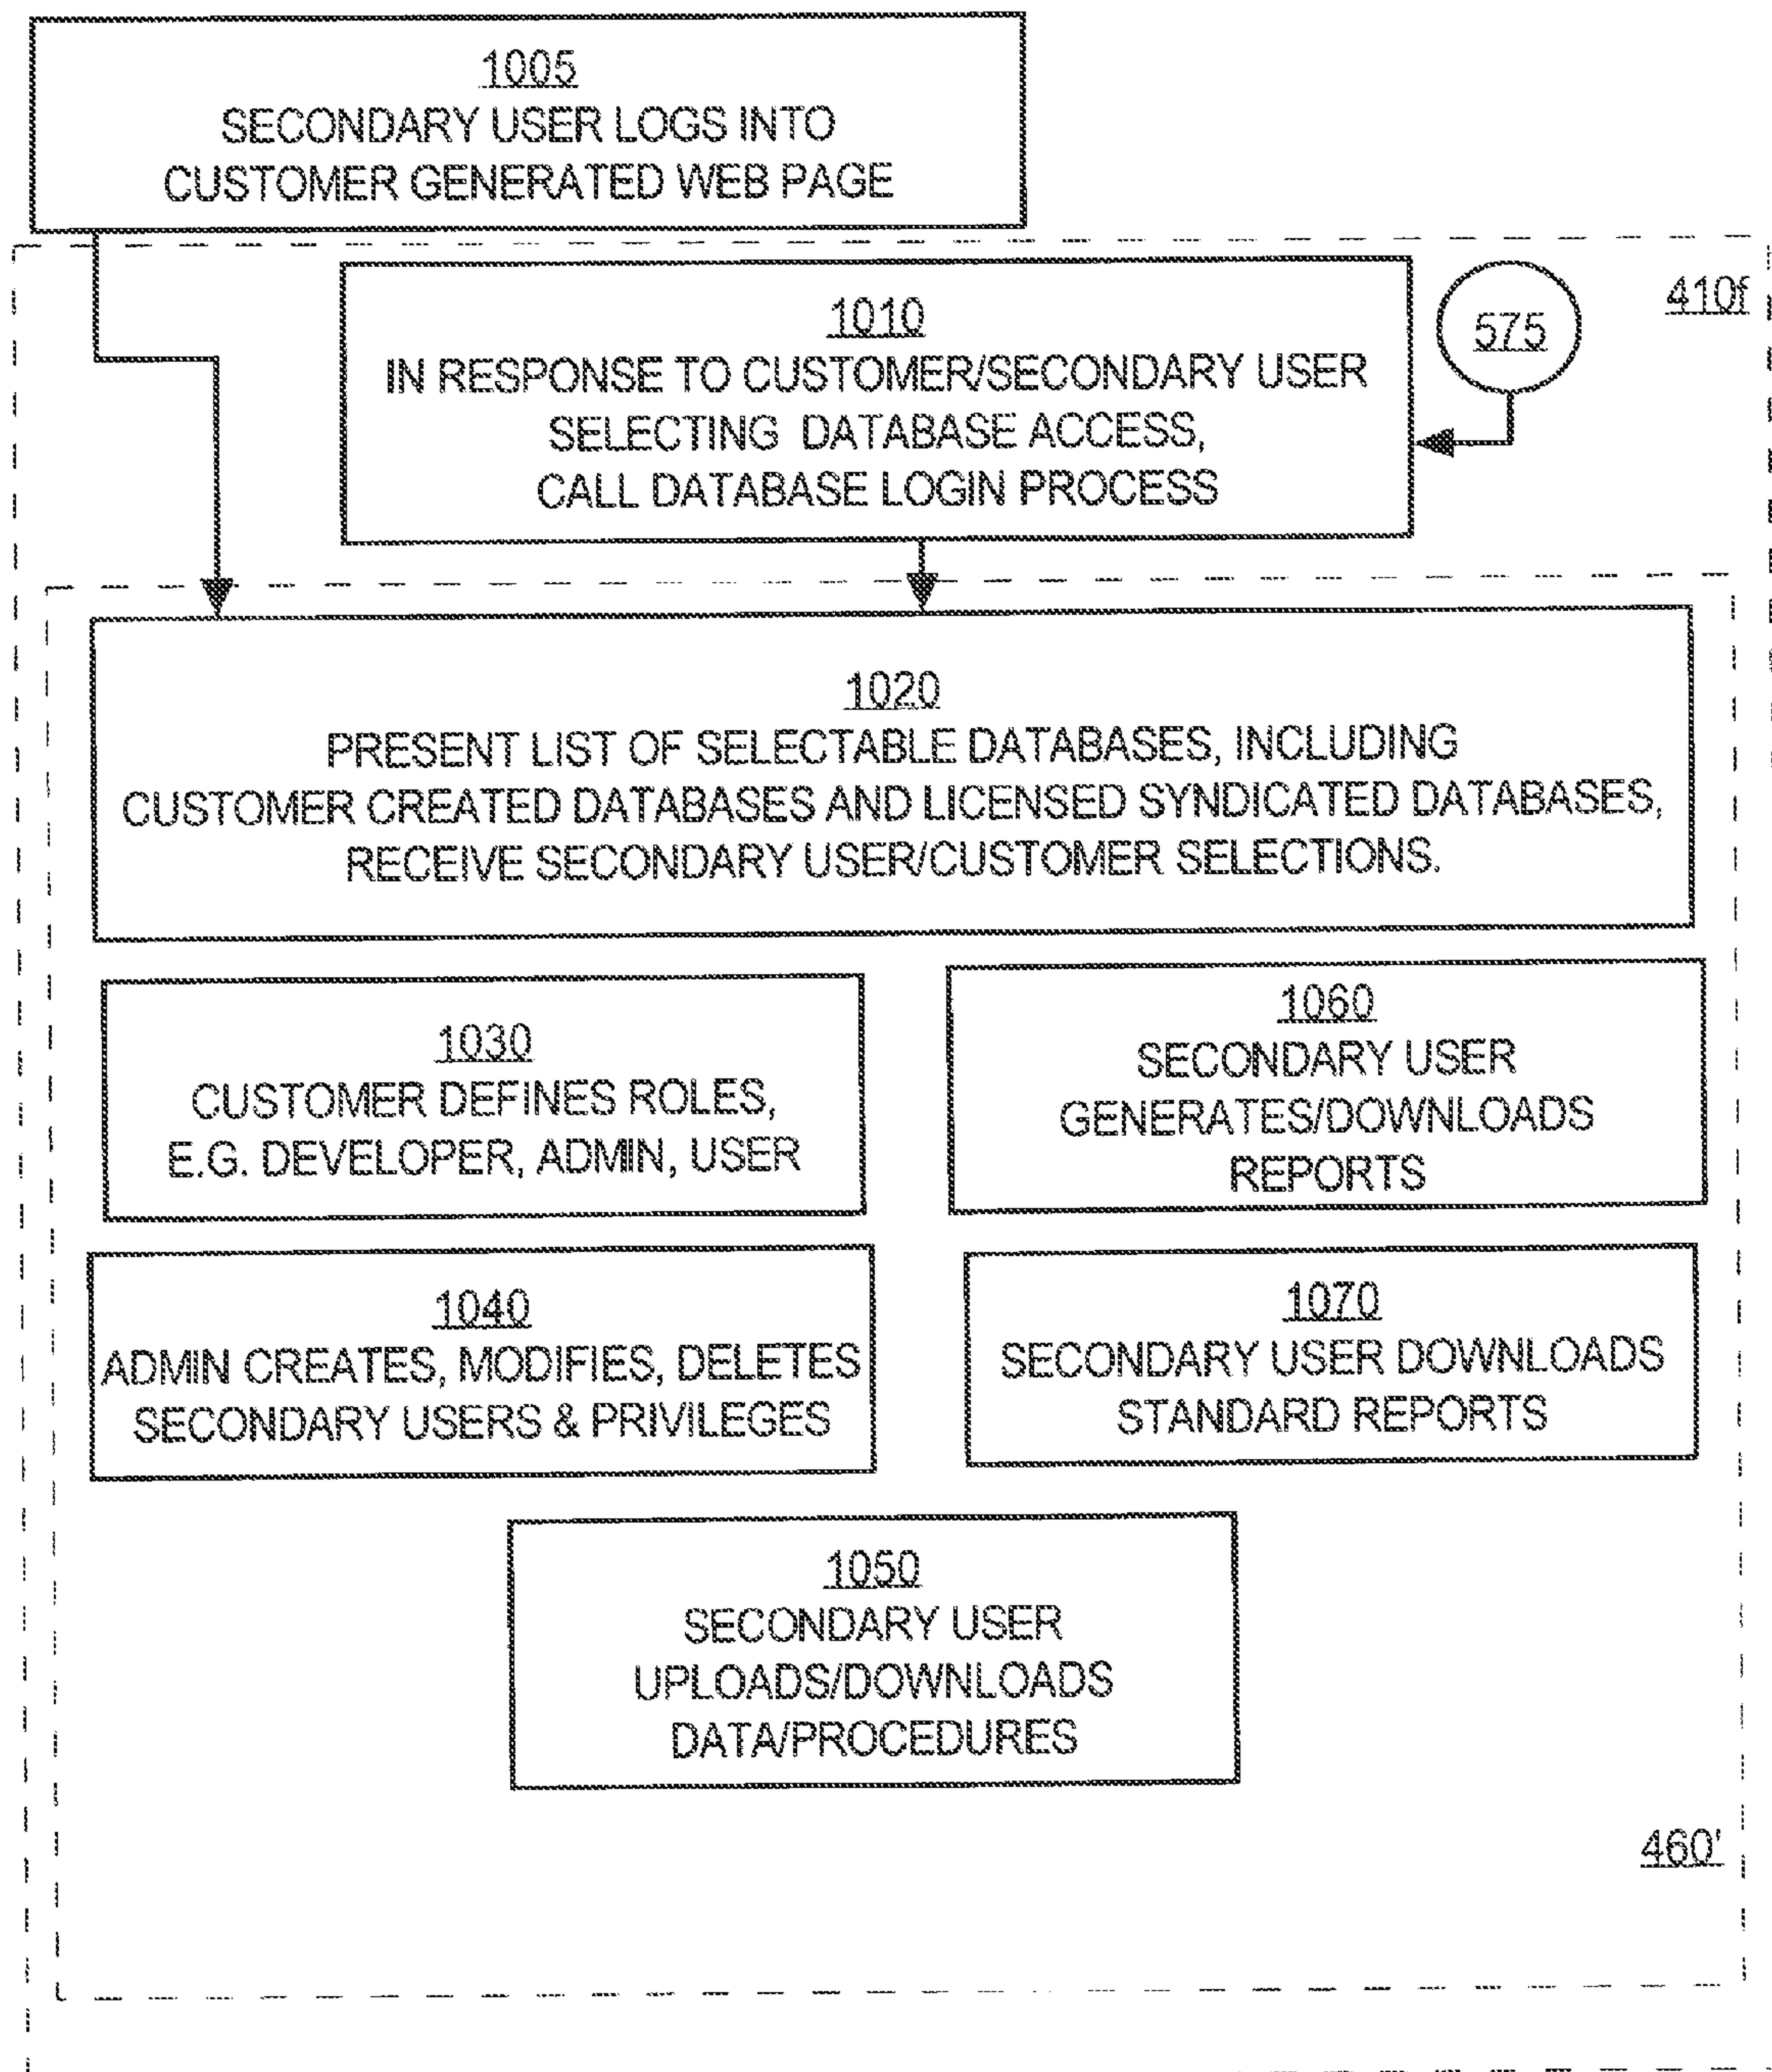 1005
SECONDARY USER LOGS INTO
CUSTOMER GENERATED WEB PAGE
410f
1010
IN RESPONSE TO CUSTOMER/SECONDARY USER
SELECTING DATABASE ACCESS,
CALL DATABASE LOGIN PROCESS
575
1020
PRESENT LIST OF SELECTABLE DATABASES, INCLUDING
CUSTOMER CREATED DATABASES AND LICENSED SYNDICATED DATABASES,
RECEIVE SECONDARY USER/CUSTOMER SELECTIONS.
1030
CUSTOMER DEFINES ROLES,
E.G. DEVELOPER, ADMIN, USER
1060
SECONDARY USER
GENERATES/DOWNLOADS
REPORTS
1040
ADMIN CREATES, MODIFIES, DELETES
SECONDARY USERS & PRIVILEGES
1070
SECONDARY USER DOWNLOADS
STANDARD REPORTS
1050
SECONDARY USER
UPLOADS/DOWNLOADS
DATA/PROCEDURES
460'